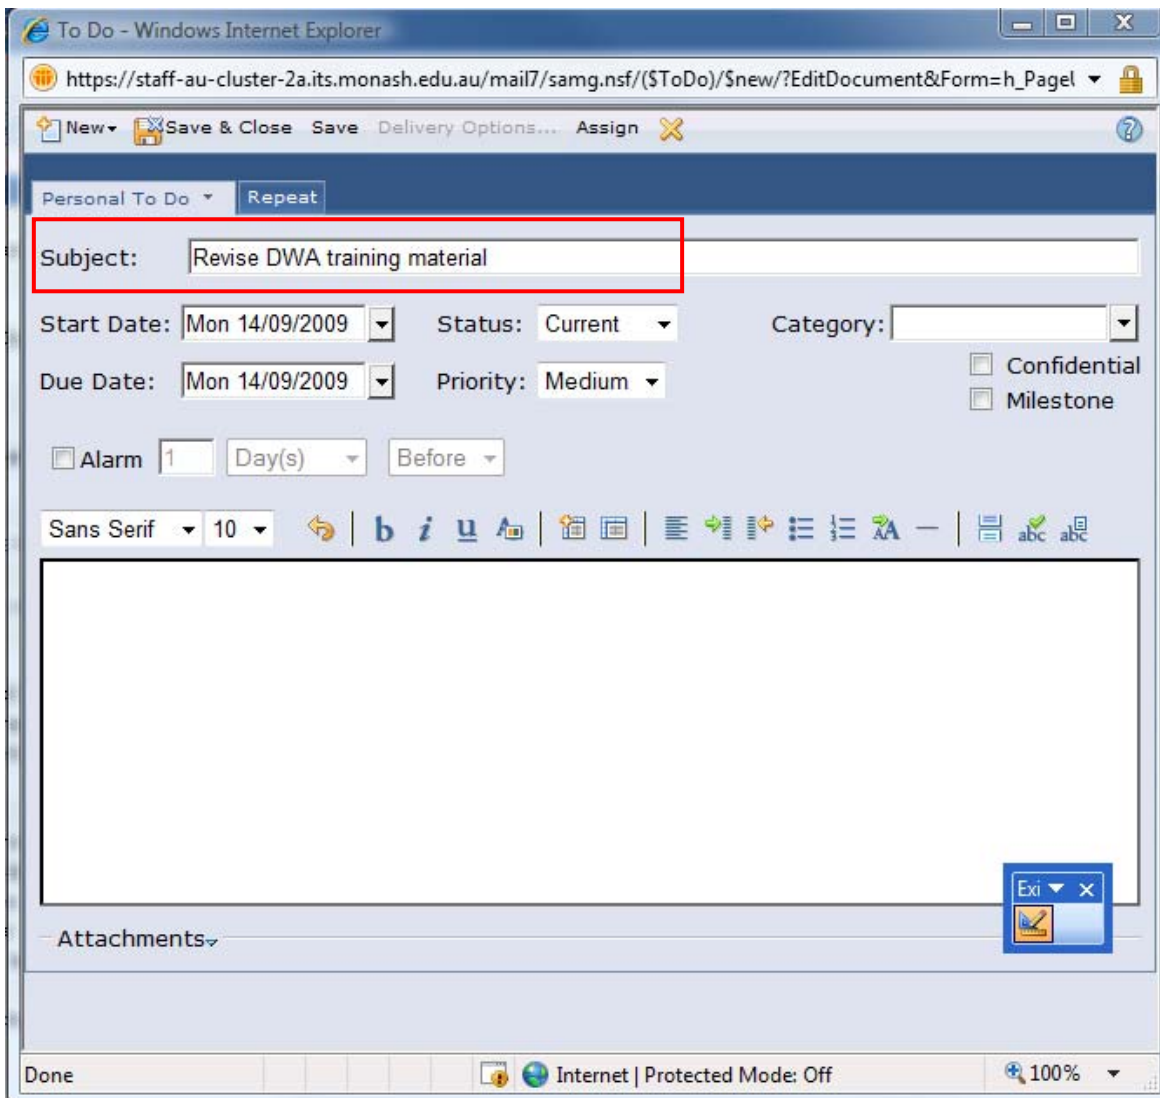 To Do - Windows Internet Explorer
https://staff-au-cluster-2a.its.monash.edu.au/mail7/samg.nsf/($ToDo)/$new/?EditDocument&Form=h_PageU
New Save & Close Save Delivery Options... Assign
Personal To Do Repeat
Subject: Revise DWA training material
Start Date: Mon 14/09/2009 Status: Current Category:
Due Date: Mon 14/09/2009 Priority: Medium Confidential
Milestone
Alarm 1 Day(s) Before
Sans Serif 10 b i u A A abc abc
Exi
Attachments
Done Internet | Protected Mode: Off 100%